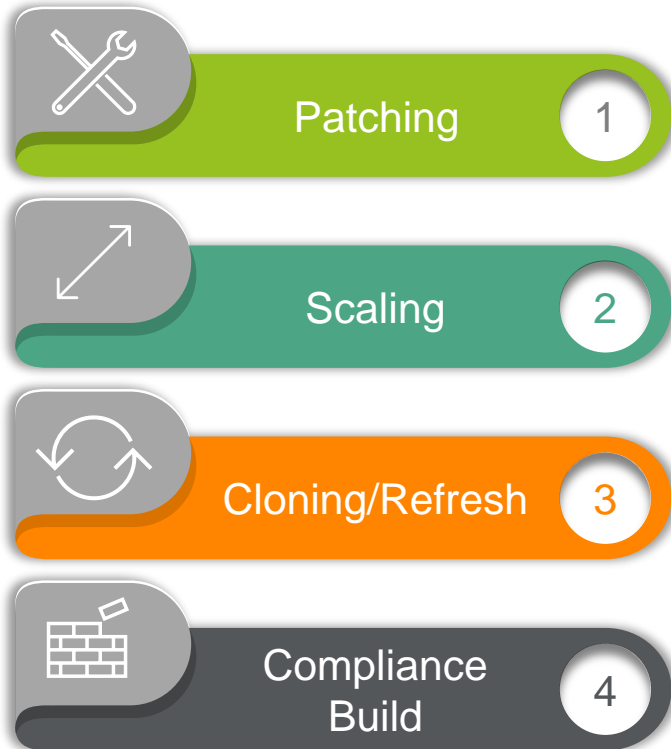 Patching 1
Scaling 2
Cloning/Refresh 3
Compliance
Build 4